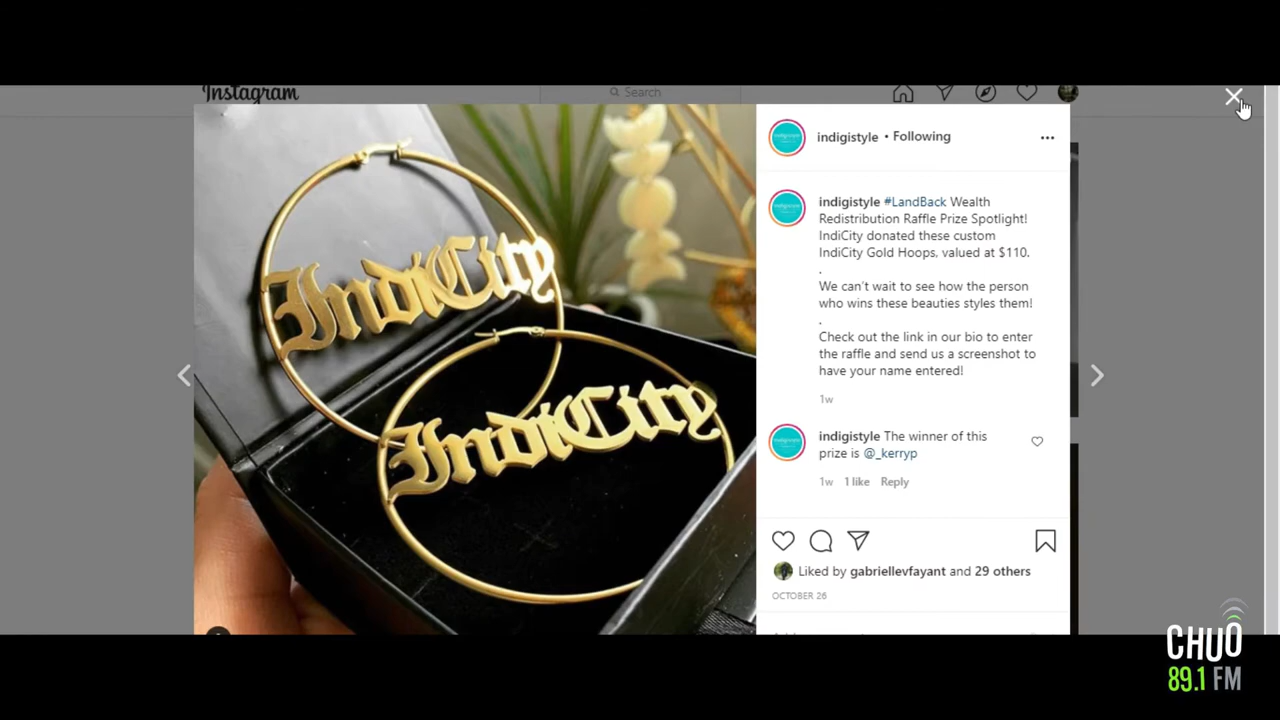 Instagram
Search
indigistyle • Following
indigistyle #LandBack Wealth
Redistribution Raffle Prize Spotlight!
IndiCity donated these custom
IndiCity Gold Hoops, valued at $110.
.
We can't wait to see how the person
who wins these beauties styles them!
.
Check out the link in our bio to enter
the raffle and send us a screenshot to
have your name entered!
1w
indigistyle The winner of this
prize is @_kerryp
1w 1 like Reply
Liked by gabriellevfayant and 29 others
OCTOBER 26
IndiCity
IndiCity
CHUO
89.1 FM